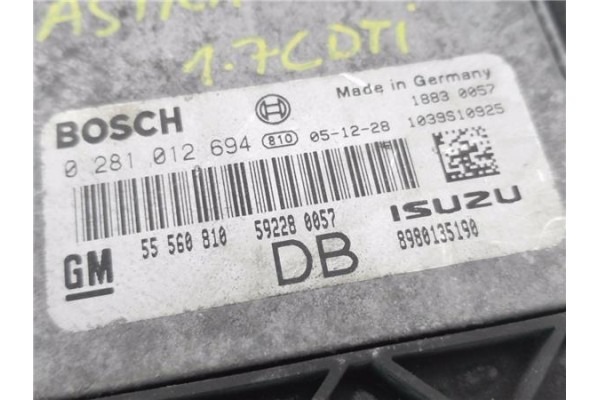 ASTRA
1.7CDTi
Made in Germany
BOSCH
1883 0057
0 281 012 694 810 05-12-28 1039S10925
55 560 810 59228 0057
ISUZU
GM DB 8980135190